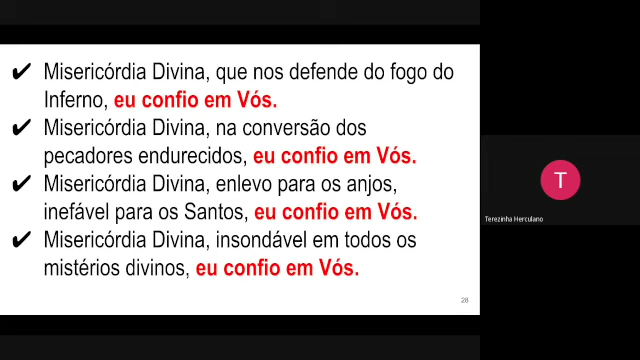 ✔ Misericórdia Divina, que nos defende do fogo do
Inferno, eu confio em Vós.
✔ Misericórdia Divina, na conversão dos
pecadores endurecidos, eu confio em Vós.
✔ Misericórdia Divina, enlevo para os anjos,
inefável para os Santos, eu confio em Vós.
✔ Misericórdia Divina, insondável em todos os
mistérios divinos, eu confio em Vós.
28
T
Terezinha Herculano